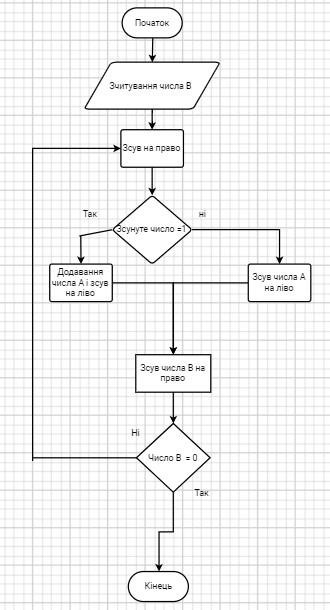 Початок
Зчитування числа В
Зсув на право
Так
ні
Зсунуте число =1
Додавання
числа А і зсув
на ліво
Зсув числа А
на ліво
Зсув числа В на
право
Ні
Число В = 0
Так
Кінець